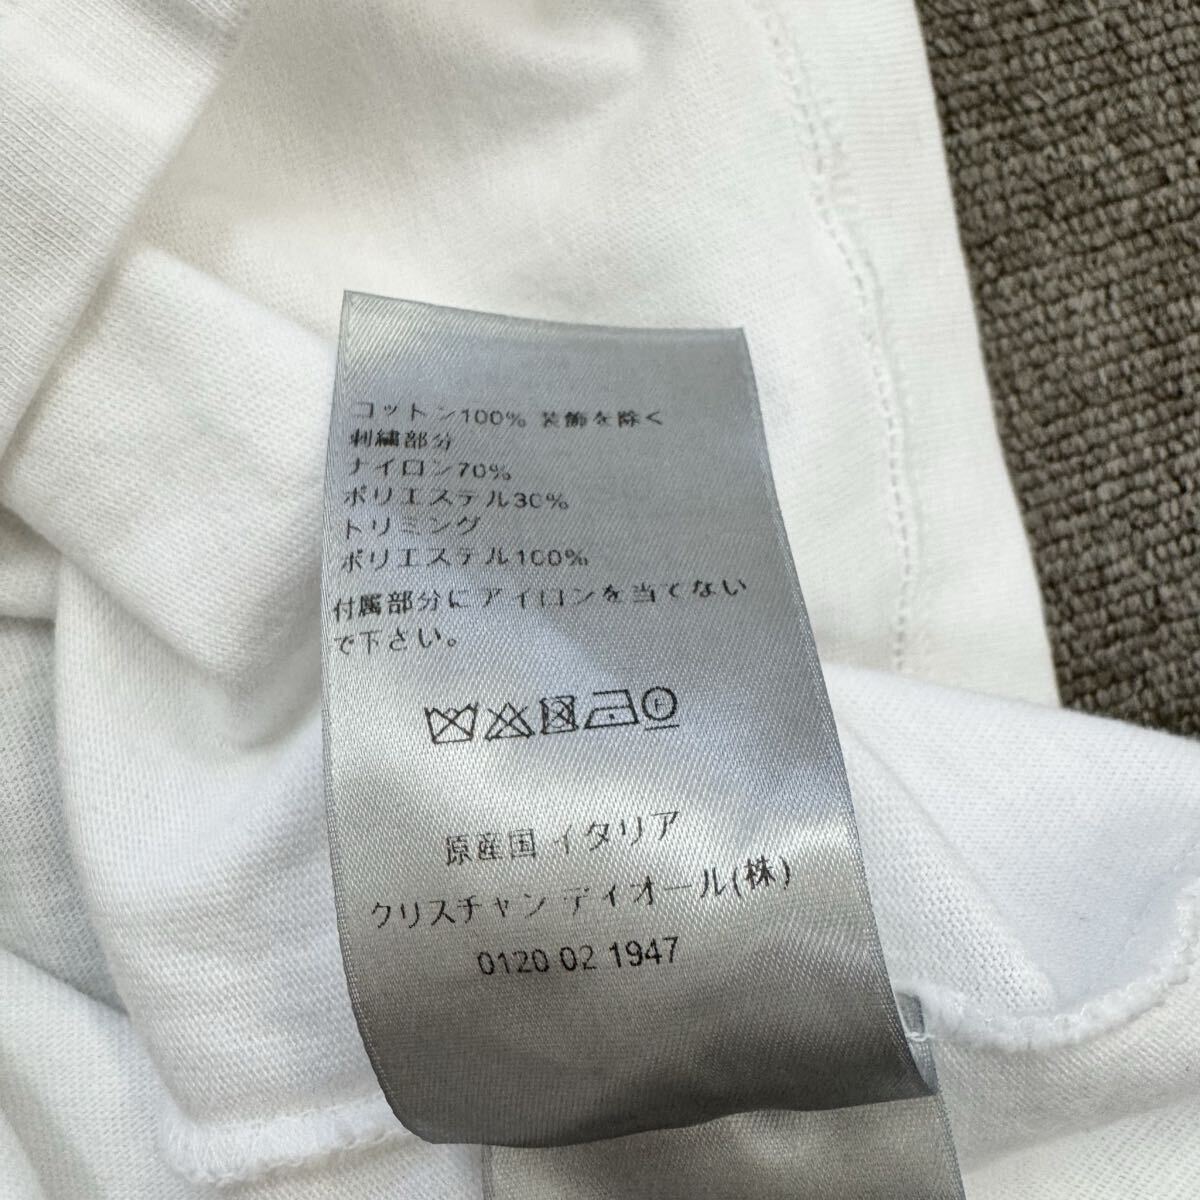 コットン100% 装飾を除く
刺繍部分
ナイロン70%
ポリエステル30%
トリミング
ポリエステル100%
付属部分にアイロンを当てない
で下さい。
原産国 イタリア
クリスチャン ディオール(株)
0120 02 1947